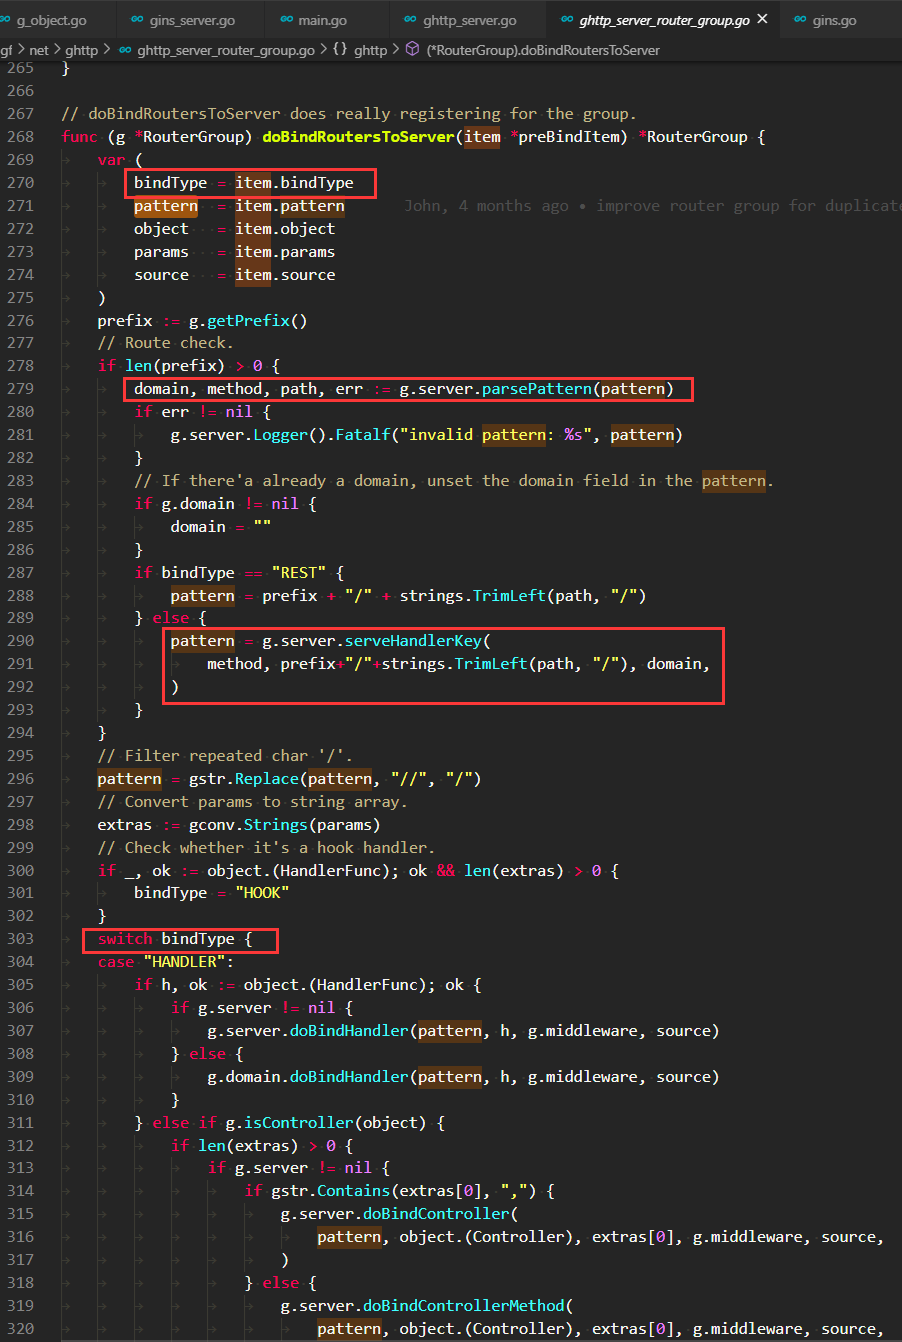 g_object.go gins_server.go main.go ghttp_server.go ghttp_server_router_group.go × gins.go
gf > net > ghttp > ghttp_server_router_group.go > {} ghttp > (*RouterGroup).doBindRoutersToServer
265 }
266
267 // doBindRoutersToServer does really registering for the group.
268 func (g *RouterGroup) doBindRoutersToServer(item *preBindItem) *RouterGroup {
269 var (
270 bindType = item.bindType
271 pattern = item.pattern John, 4 months ago • improve router group for duplicate
272 object = item.object
273 params = item.params
274 source = item.source
275 )
276 prefix := g.getPrefix()
277 // Route check.
278 if len(prefix) > 0 {
279 domain, method, path, err := g.server.parsePattern(pattern)
280 if err != nil {
281 g.server.Logger().Fatalf("invalid pattern: %s", pattern)
282 }
283 // If there'a already a domain, unset the domain field in the pattern.
284 if g.domain != nil {
285 domain = ""
286 }
287 if bindType == "REST" {
288 pattern = prefix + "/" + strings.TrimLeft(path, "/")
289 } else {
290 pattern = g.server.serveHandlerKey(
291 method, prefix+"/"+strings.TrimLeft(path, "/"), domain,
292 )
293 }
294 }
295 // Filter repeated char '/'.
296 pattern = gstr.Replace(pattern, "//", "/")
297 // Convert params to string array.
298 extras := gconv.Strings(params)
299 // Check whether it's a hook handler.
300 if _, ok := object.(HandlerFunc); ok && len(extras) > 0 {
301 bindType = "HOOK"
302 }
303 switch bindType {
304 case "HANDLER":
305 if h, ok := object.(HandlerFunc); ok {
306 if g.server != nil {
307 g.server.doBindHandler(pattern, h, g.middleware, source)
308 } else {
309 g.domain.doBindHandler(pattern, h, g.middleware, source)
310 }
311 } else if g.isController(object) {
312 if len(extras) > 0 {
313 if g.server != nil {
314 if gstr.Contains(extras[0], ",") {
315 g.server.doBindController(
316 pattern, object.(Controller), extras[0], g.middleware, source,
317 )
318 } else {
319 g.server.doBindControllerMethod(
320 pattern, object.(Controller), extras[0], g.middleware, source,